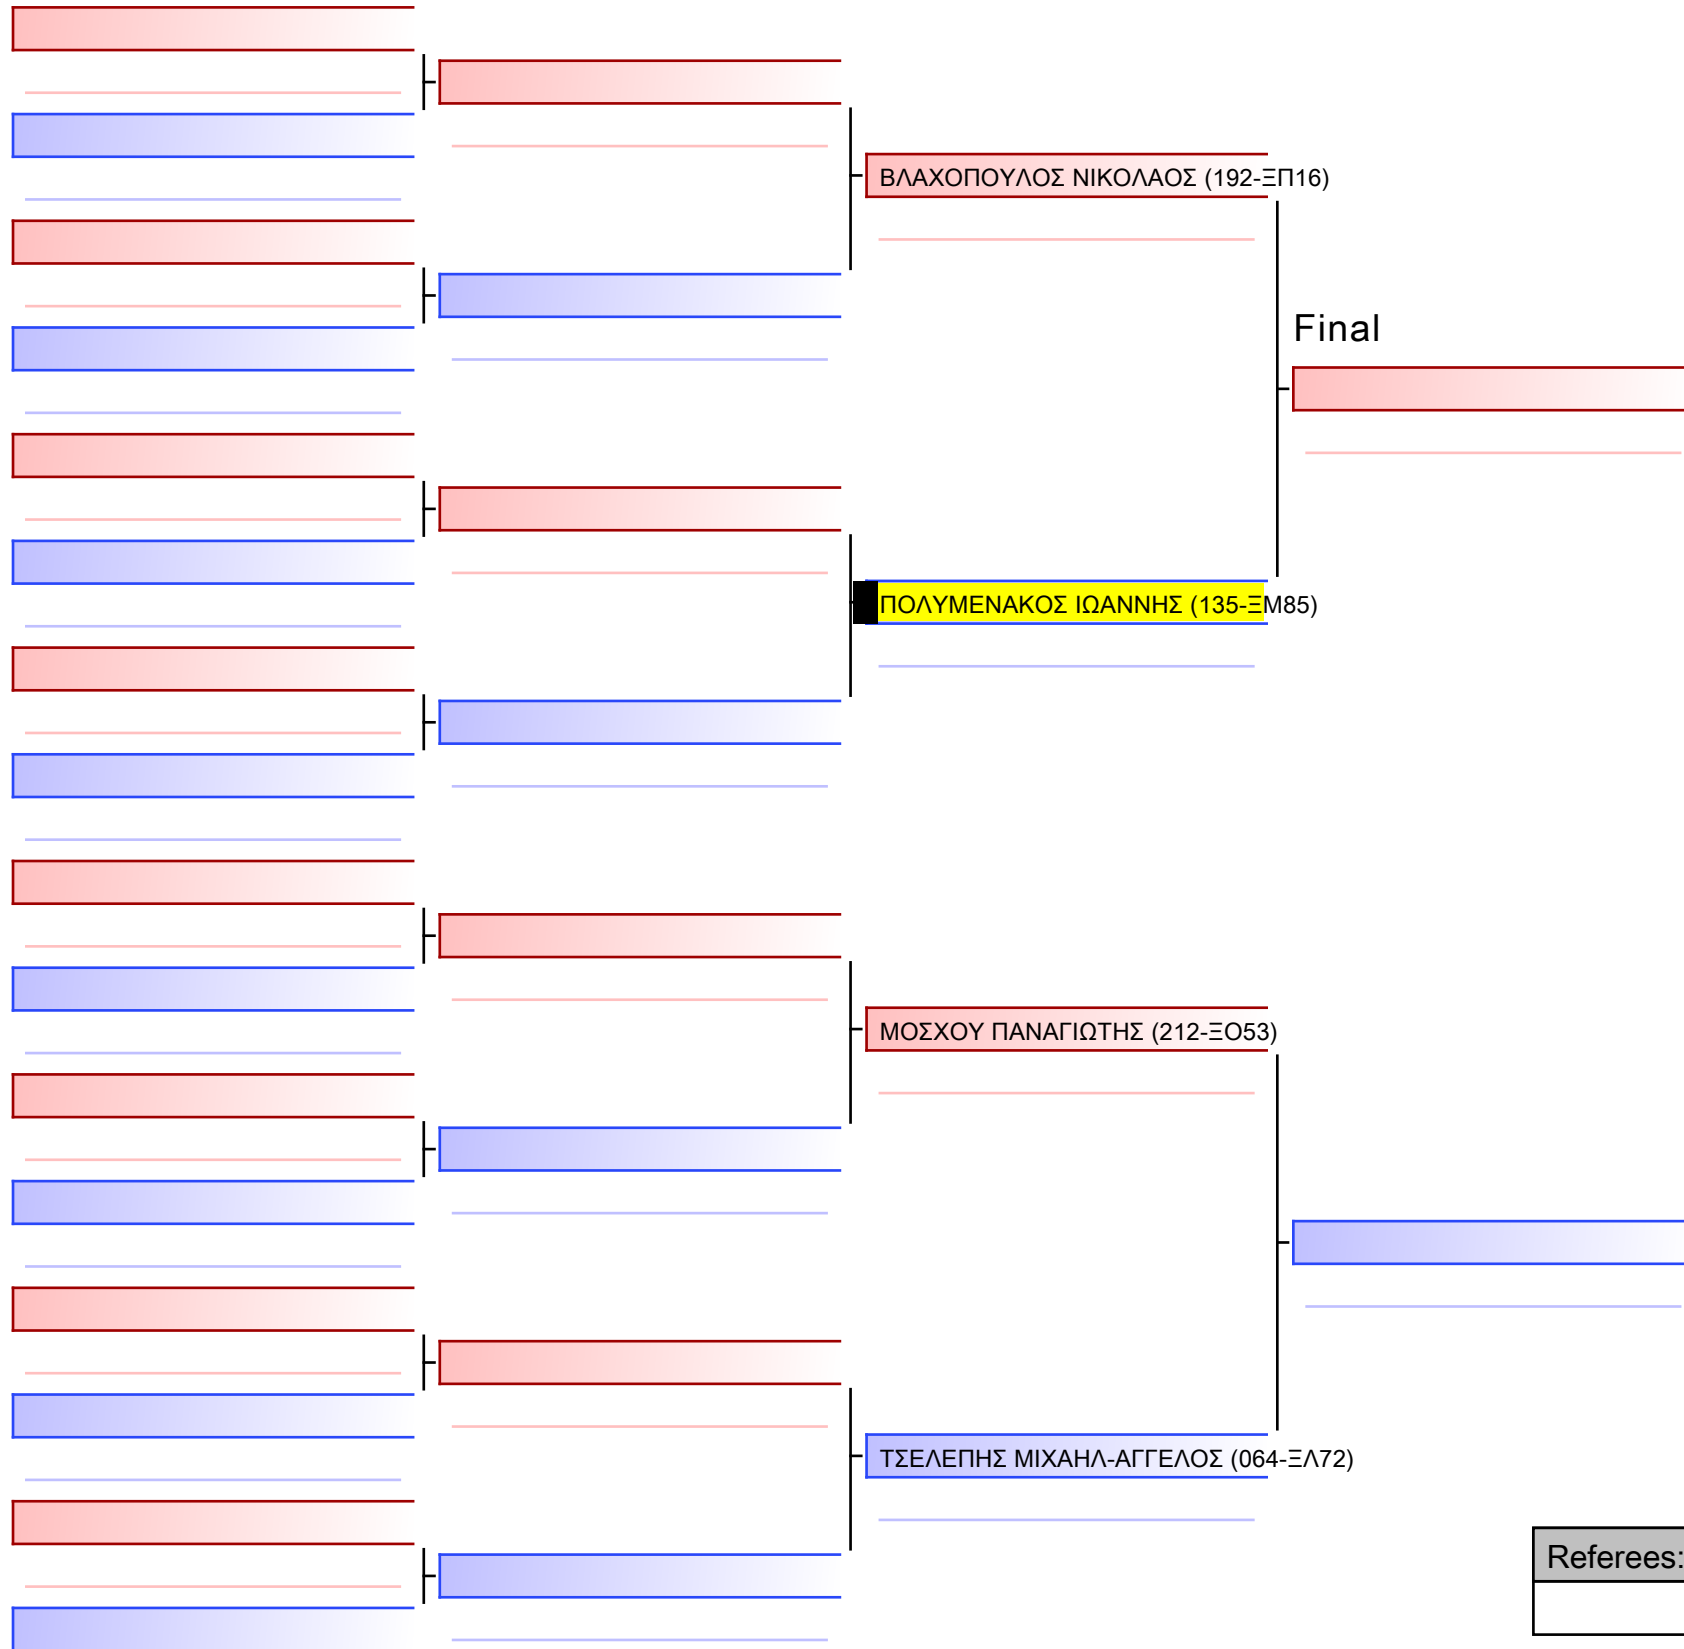 ΒΛΑΧΟΠΟΥΛΟΣ ΝΙΚΟΛΑΟΣ (192-ΞΠ16)
Final
ΠΟΛΥΜΕΝΑΚΟΣ ΙΩΑΝΝΗΣ (135-ΞΜ85)
ΜΟΣΧΟΥ ΠΑΝΑΓΙΩΤΗΣ (212-ΞΟ53)
ΤΣΕΛΕΠΗΣ ΜΙΧΑΗΛ-ΑΓΓΕΛΟΣ (064-ΞΛ72)
Referees: